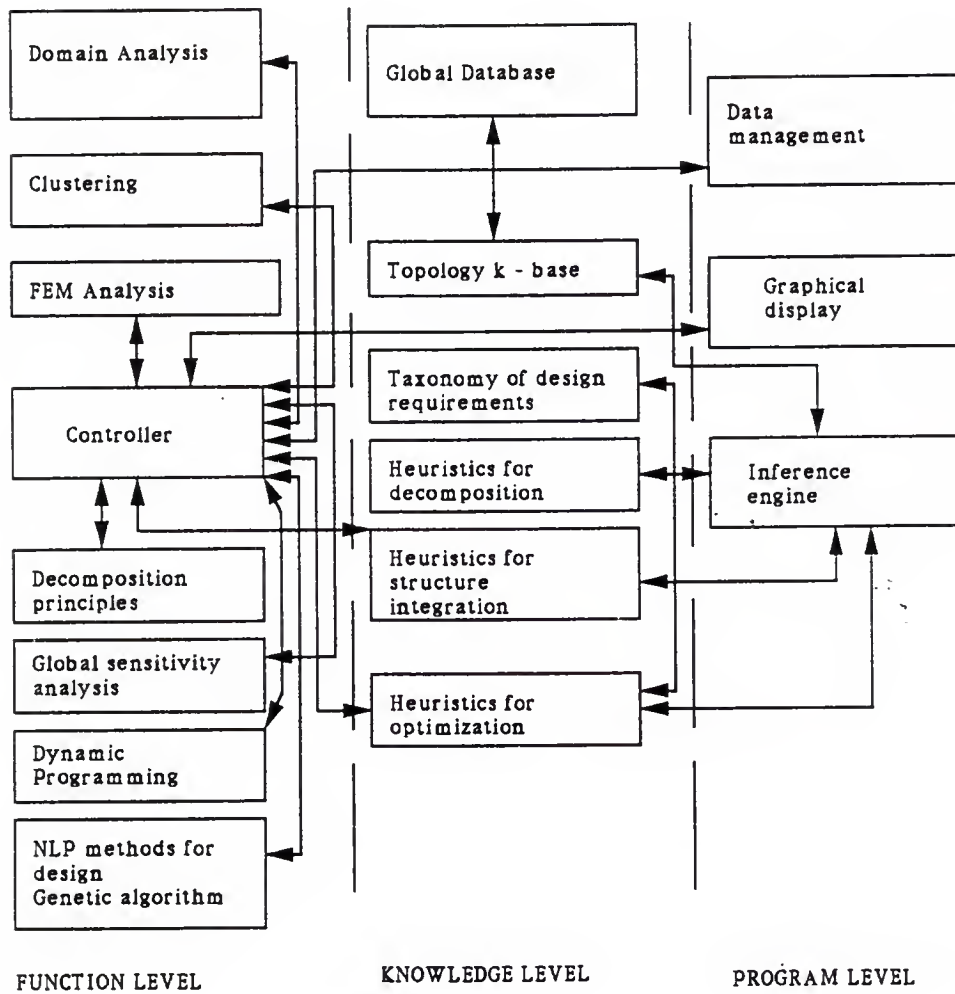 Domain Analysis
Clustering
FEM Analysis
Controller
Decomposition
principles
Global sensitivity
analysis
Dynamic
Programming
NLP methods for
design
Genetic algorithm
FUNCTION LEVEL
Global Database
Topology k - base
Taxonomy of design
requirements
Heuristics for
decomposition
Heuristics for
structure
integration
Heuristics for
optimization
KNOWLEDGE LEVEL
Data
management
Graphical
display
Inference
engine
PROGRAM LEVEL